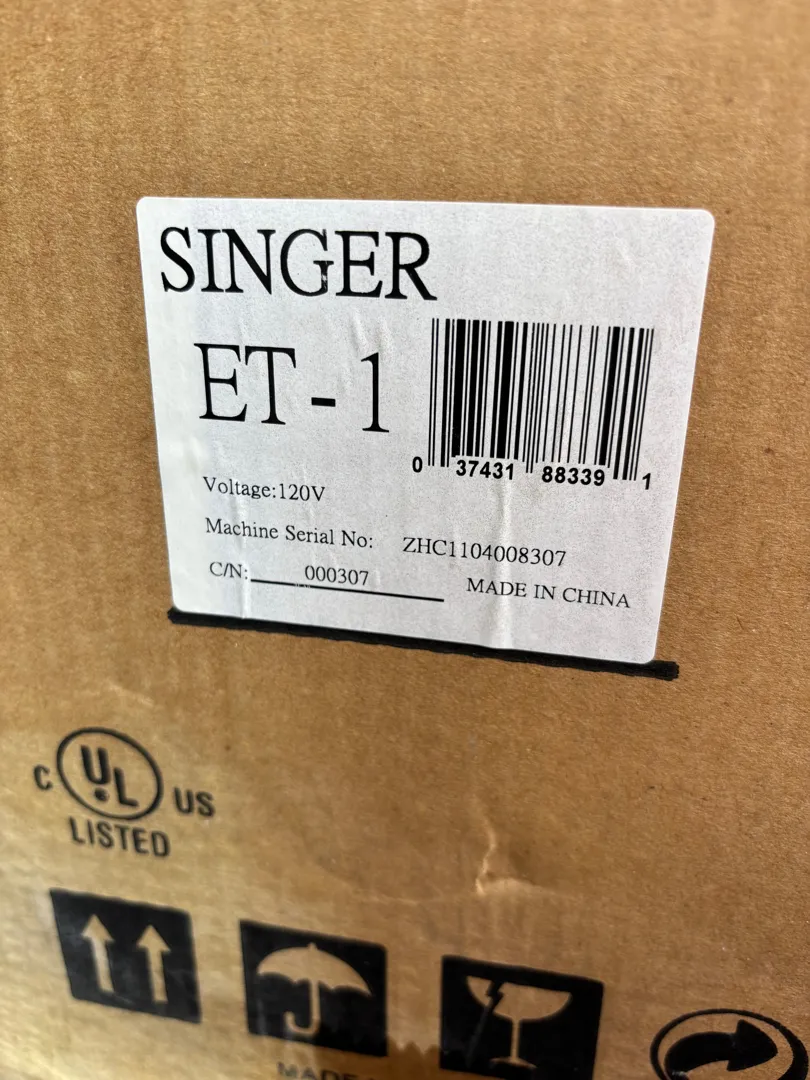 SINGER
ET-1
0 37431 88339 1
Voltage:120V
Machine Serial No: ZHC1104008307
C/N: 000307
MADE IN CHINA
C UL US
LISTED
MADE